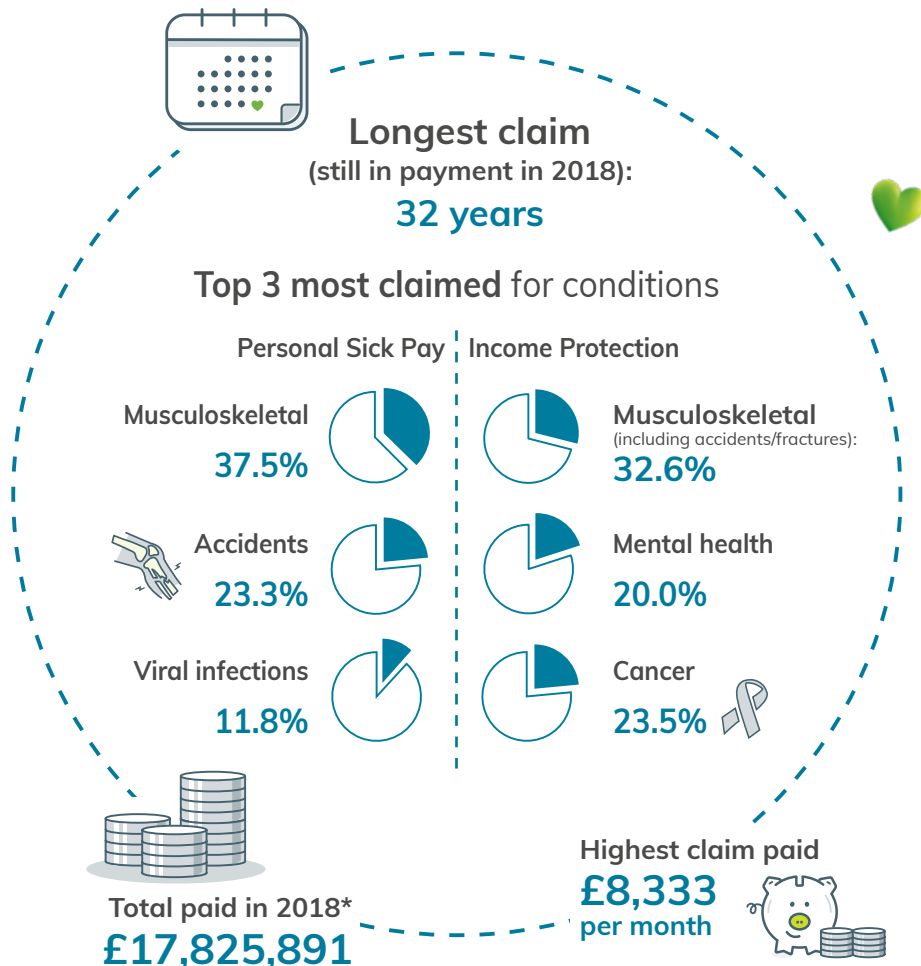 Longest claim
(still in payment in 2018):
32 years
Top 3 most claimed for conditions
Personal Sick Pay
Musculoskeletal
37.5%
Accidents
23.3%
Viral infections
11.8%
Income Protection
Musculoskeletal
(including accidents/fractures):
32.6%
Mental health
20.0%
Cancer
23.5%
Total paid in 2018*
£17,825,891
Highest claim paid
£8,333
per month